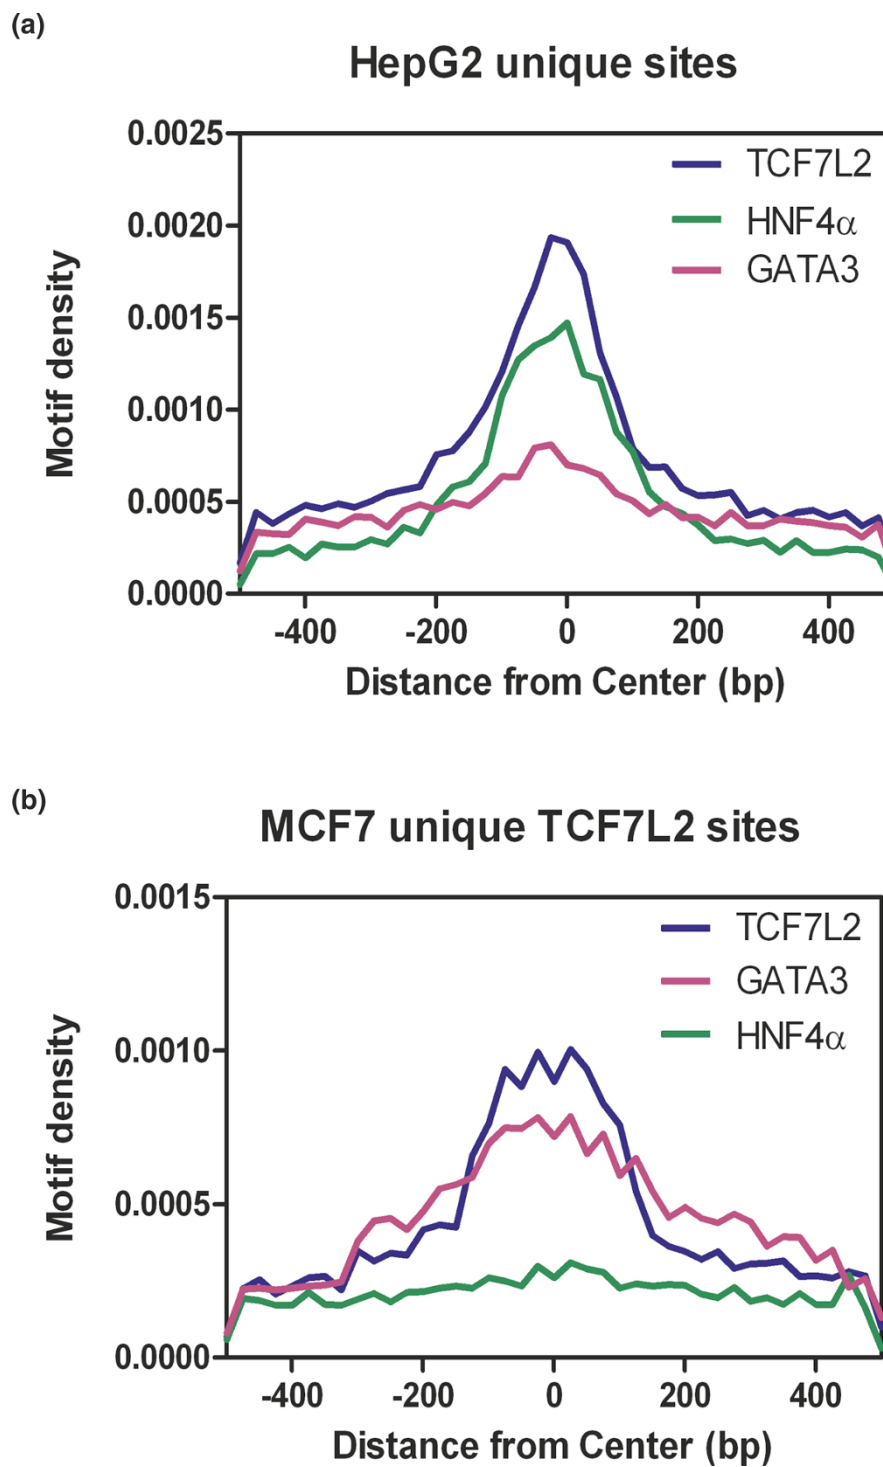 (a)
HepG2 unique sites
0.0025
0.0020
0.0015
0.0010
0.0005
0.0000
Motif density
TCF7L2
HNF4α
GATA3
-400 -200 0 200 400
Distance from Center (bp)
(b)
MCF7 unique TCF7L2 sites
0.0015
0.0010
0.0005
0.0000
Motif density
TCF7L2
GATA3
HNF4α
-400 -200 0 200 400
Distance from Center (bp)